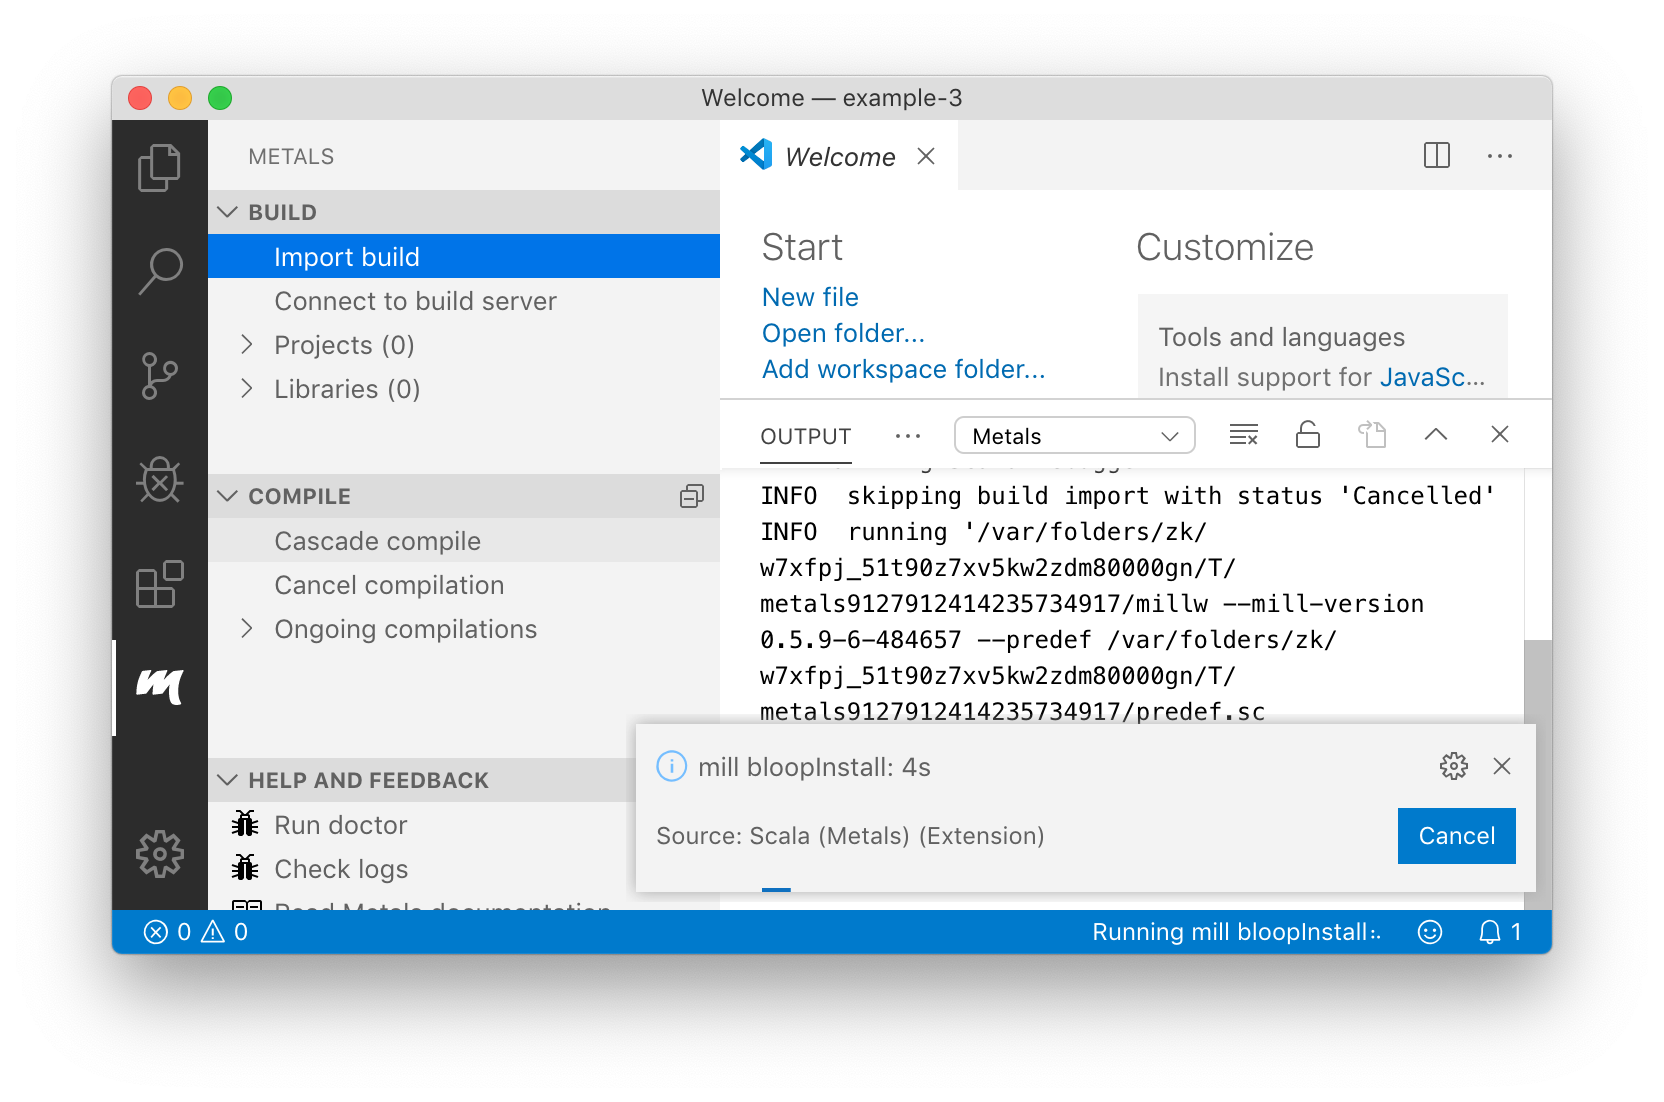 Welcome — example-3
METALS
BUILD
Import build
Connect to build server
Projects (0)
Libraries (0)
COMPILE
Cascade compile
Cancel compilation
Ongoing compilations
HELP AND FEEDBACK
Run doctor
Check logs
Read Metals documentation
Welcome
Start
New file
Open folder...
Add workspace folder...
Customize
Tools and languages
Install support for JavaSc...
OUTPUT
Metals
INFO  skipping build import with status 'Cancelled'
INFO  running '/var/folders/zk/
w7xfpj_51t90z7xv5kw2zdm80000gn/T/
metals9127912414235734917/millw --mill-version
0.5.9-6-484657 --predef /var/folders/zk/
w7xfpj_51t90z7xv5kw2zdm80000gn/T/
metals9127912414235734917/predef.sc
mill bloopInstall: 4s
Source: Scala (Metals) (Extension)
Cancel
0 0
Running mill bloopInstall:.
1